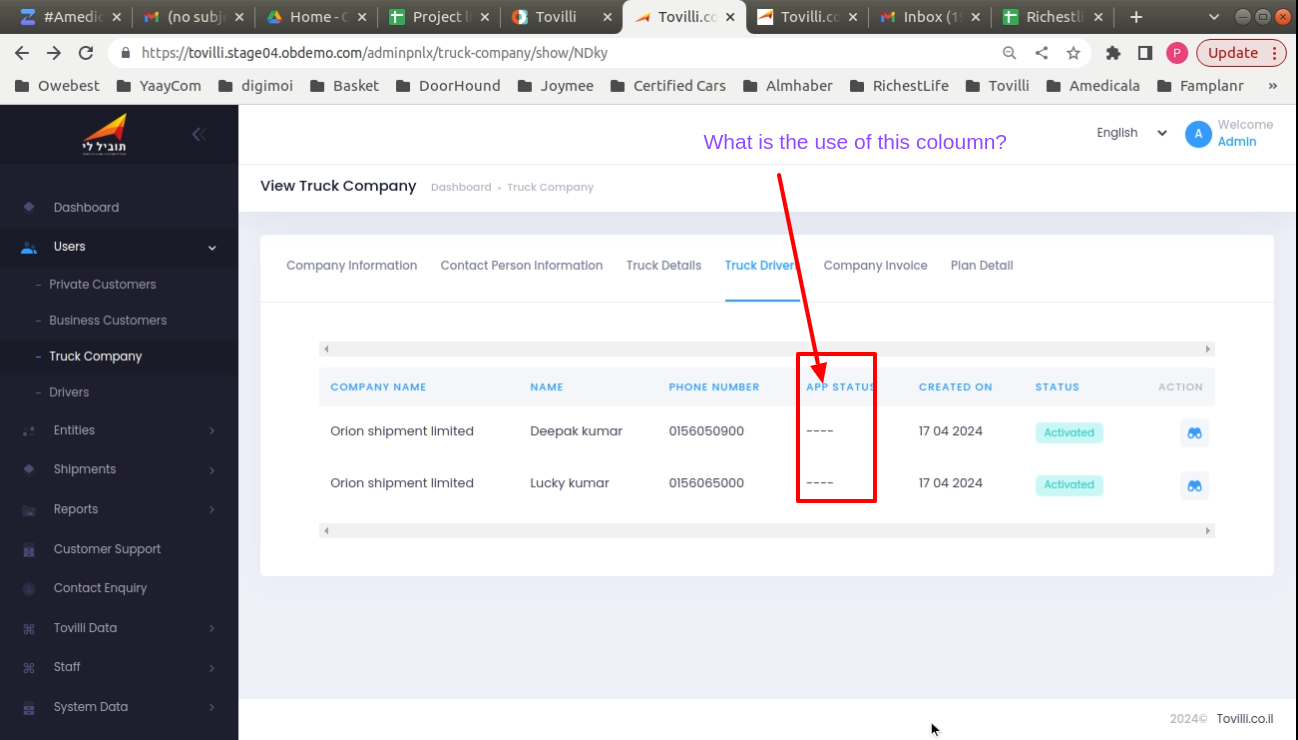 #Amedic
(no subj
Home - C
Project li
Tovilli
Tovilli.co
Tovilli.co
Inbox (1
Richestli
https://tovilli.stage04.obdemo.com/adminpnlx/truck-company/show/NDky
P
Update
Owebest
YaayCom
digimoi
Basket
DoorHound
Joymee
Certified Cars
Almhaber
RichestLife
Tovilli
Amedicala
Famplanr
»
תוביל לי
What is the use of this coloumn?
English
A
Welcome
Admin
View Truck Company
Dashboard • Truck Company
Dashboard
Users
- Private Customers
- Business Customers
- Truck Company
- Drivers
Entities
Shipments
Reports
Customer Support
Contact Enquiry
Tovilli Data
Staff
System Data
Company Information
Contact Person Information
Truck Details
Truck Driver
Company Invoice
Plan Detail
COMPANY NAME NAME PHONE NUMBER APP STATUS CREATED ON STATUS ACTION
Orion shipment limited Deepak kumar 0156050900 ---- 17 04 2024 Activated
Orion shipment limited Lucky kumar 0156065000 ---- 17 04 2024 Activated
2024© Tovilli.co.il